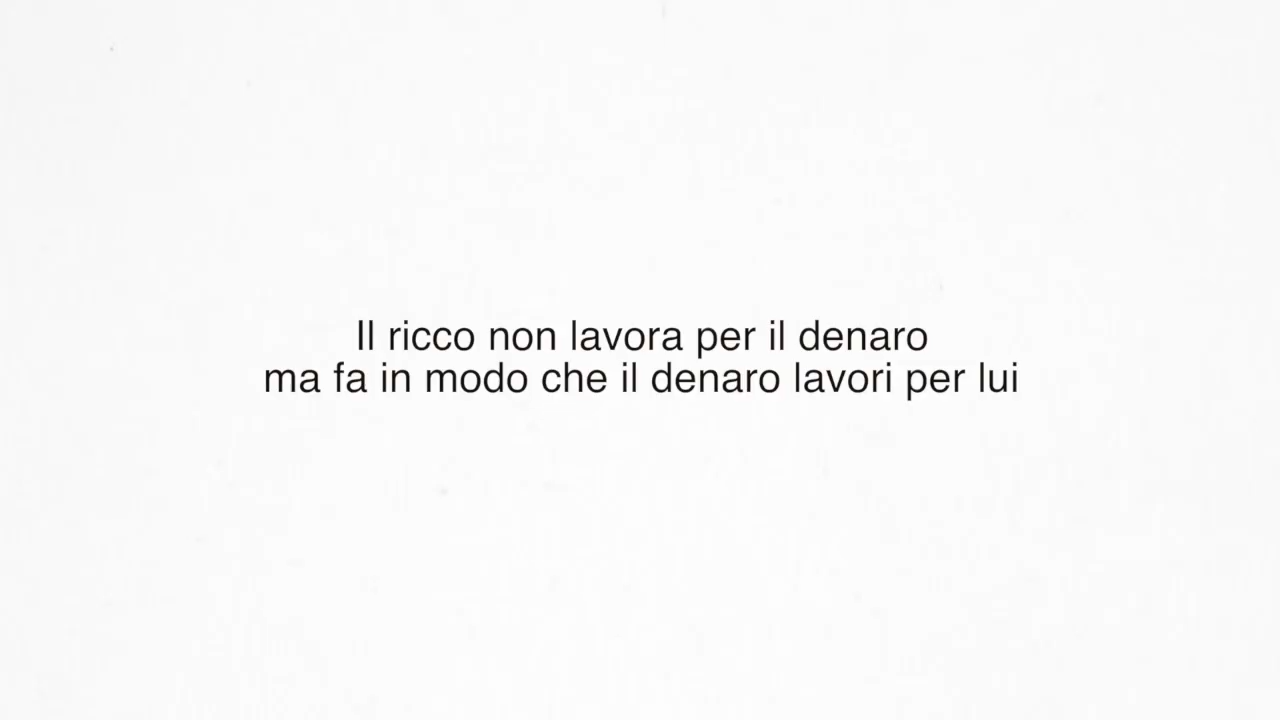 Il ricco non lavora per il denaro
ma fa in modo che il denaro lavori per lui